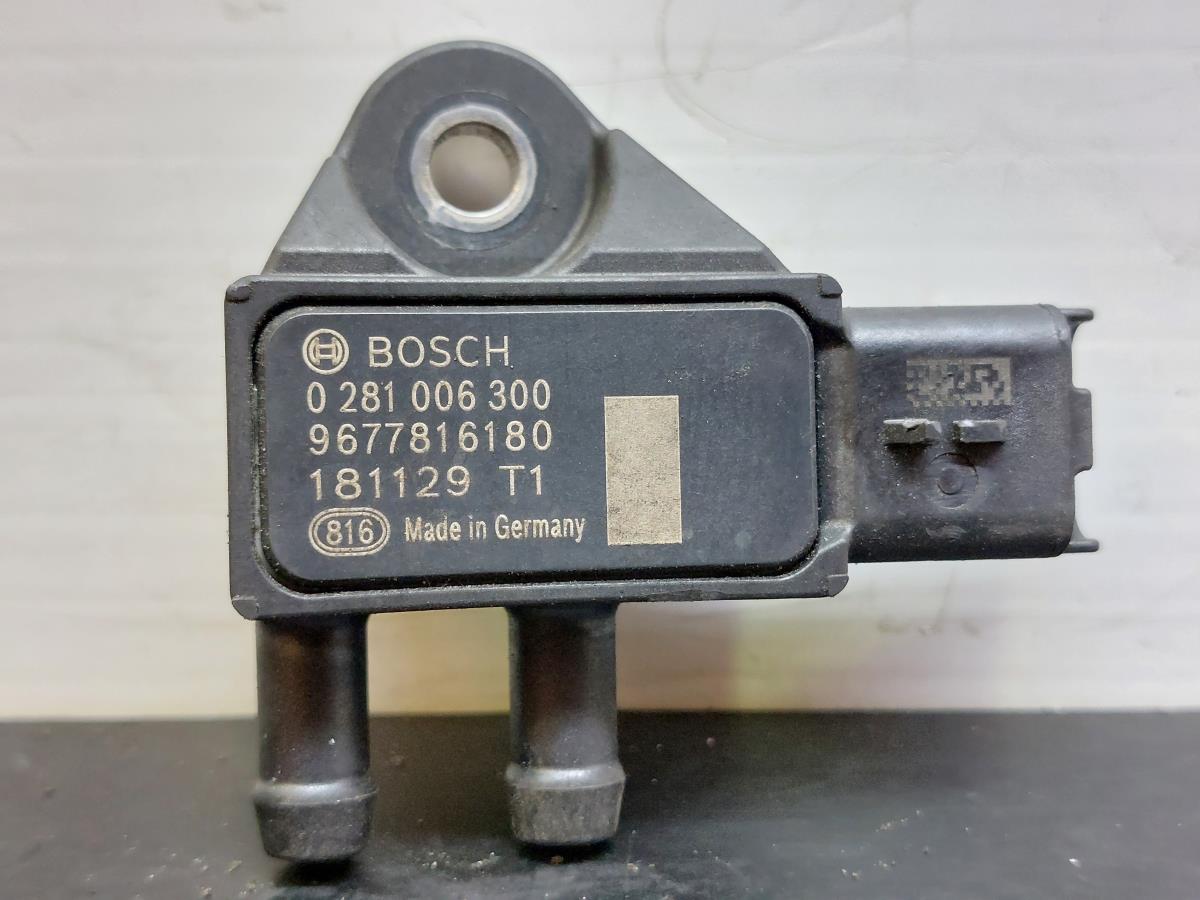 BOSCH
0 281 006 300
9677816180
181129 T1
816 Made in Germany